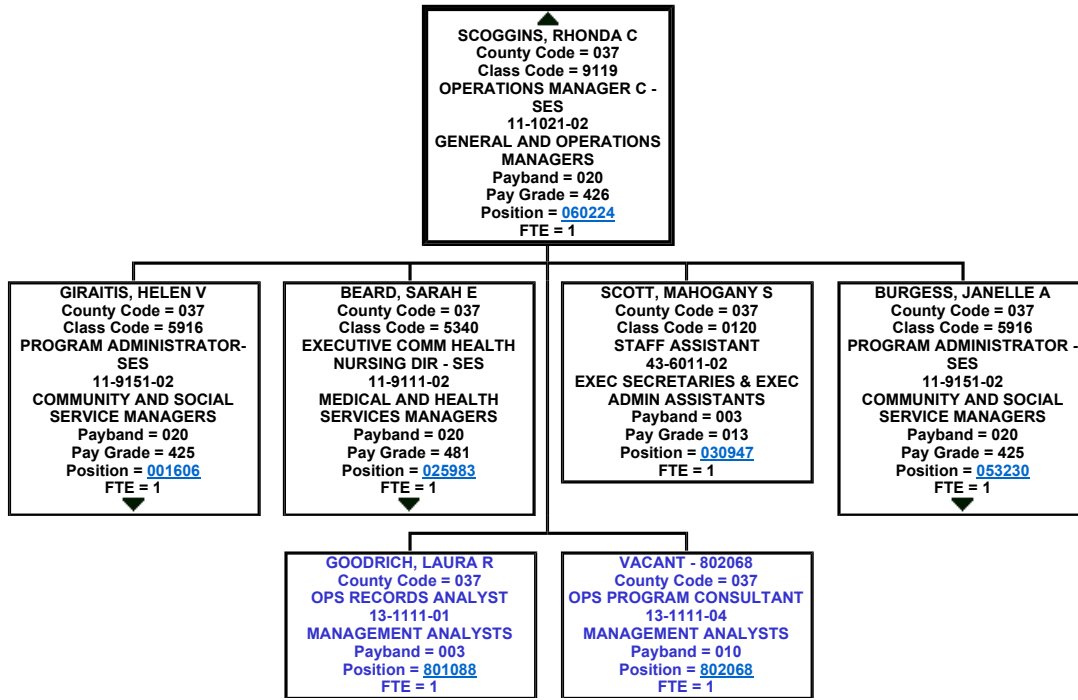 SCOGGINS, RHONDA C
County Code = 037
Class Code = 9119
OPERATIONS MANAGER C -
SES
11-1021-02
GENERAL AND OPERATIONS
MANAGERS
Payband = 020
Pay Grade = 426
Position = 060224
FTE = 1
GIRAITIS, HELEN V
County Code = 037
Class Code = 5916
PROGRAM ADMINISTRATOR-
SES
11-9151-02
COMMUNITY AND SOCIAL
SERVICE MANAGERS
Payband = 020
Pay Grade = 425
Position = 001606
FTE = 1
BEARD, SARAH E
County Code = 037
Class Code = 5340
EXECUTIVE COMM HEALTH
NURSING DIR - SES
11-9111-02
MEDICAL AND HEALTH
SERVICES MANAGERS
Payband = 020
Pay Grade = 481
Position = 025983
FTE = 1
SCOTT, MAHOGANY S
County Code = 037
Class Code = 0120
STAFF ASSISTANT
43-6011-02
EXEC SECRETARIES & EXEC
ADMIN ASSISTANTS
Payband = 003
Pay Grade = 013
Position = 030947
FTE = 1
BURGESS, JANELLE A
County Code = 037
Class Code = 5916
PROGRAM ADMINISTRATOR -
SES
11-9151-02
COMMUNITY AND SOCIAL
SERVICE MANAGERS
Payband = 020
Pay Grade = 425
Position = 053230
FTE = 1
GOODRICH, LAURA R
County Code = 037
OPS RECORDS ANALYST
13-1111-01
MANAGEMENT ANALYSTS
Payband = 003
Position = 801088
FTE = 1
VACANT - 802068
County Code = 037
OPS PROGRAM CONSULTANT
13-1111-04
MANAGEMENT ANALYSTS
Payband = 010
Position = 802068
FTE = 1